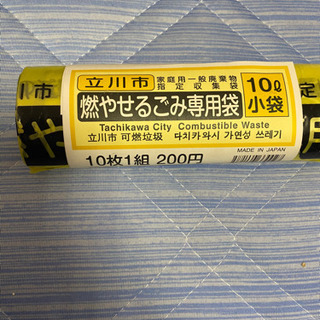 立川市 家庭用一般廃棄物 指定収集袋 10ℓ
燃やせるごみ専用袋 小袋
Tachikawa City Combustible Waste
立川市 可燃垃圾 다치카와시 가연성 쓰레기
10枚1組 200円 MADE IN JAPAN